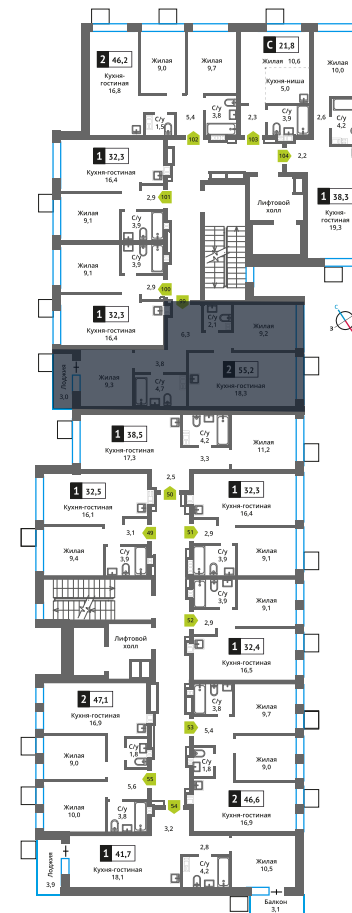 2 46,2
Кухня-
гостиная
16,8
Жилая
9,0
Жилая
9,7
С 21,8
Жилая 10,6
Кухня-ниша
5,0
Жилая
10,0
С/у
1,5
5,4
С/у
3,8
2,3
С/у
3,9
2,6
С/у
4,2
102
103
104
2,2
1 32,3
Кухня-гостиная
16,4
2,9
101
Жилая
9,1
С/у
3,9
Лифтовой
холл
1 38,3
Кухня-
гостиная
19,3
Жилая
9,1
С/у
3,9
2,9
100
1 32,3
Кухня-гостиная
16,4
6,3
С/у
2,1
Жилая
9,2
С
З
Лоджия
3,0
Жилая
9,3
3,8
С/у
4,7
2 55,2
Кухня-гостиная
18,3
1 38,5
Кухня-гостиная
17,3
С/у
4,2
3,3
Жилая
11,2
2,5
50
1 32,5
Кухня-гостиная
16,1
1 32,3
Кухня-гостиная
16,4
3,1
49
51
2,9
Жилая
9,4
С/у
3,9
С/у
3,9
Жилая
9,1
С/у
3,9
Жилая
9,1
52
2,9
Лифтовой
холл
1 32,4
Кухня-гостиная
16,5
2 47,1
Кухня-гостиная
16,9
С/у
3,8
Жилая
9,7
53
5,4
Жилая
9,0
С/у
1,8
С/у
1,8
Жилая
9,0
55
5,6
Жилая
10,0
С/у
3,8
54
3,2
2 46,6
Кухня-гостиная
16,9
Лоджия
3,9
1 41,7
Кухня-гостиная
18,1
2,8
С/у
4,2
Жилая
10,5
Балкон
3,1